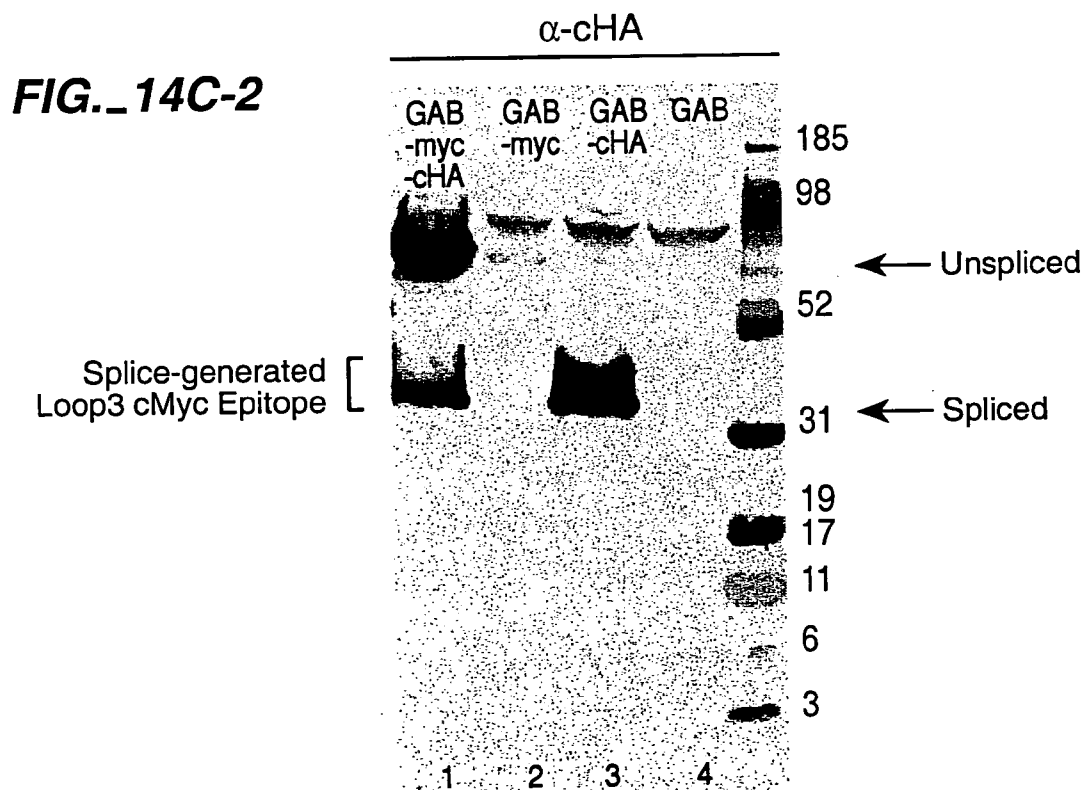 α-cHA
FIG._14C-2
GAB
-myc
-cHA
GAB
-myc
GAB
-cHA
GAB
185
98
Unspliced
52
Splice-generated
Loop3 cMyc Epitope
Spliced
31
19
17
11
6
3
1 2 3 4